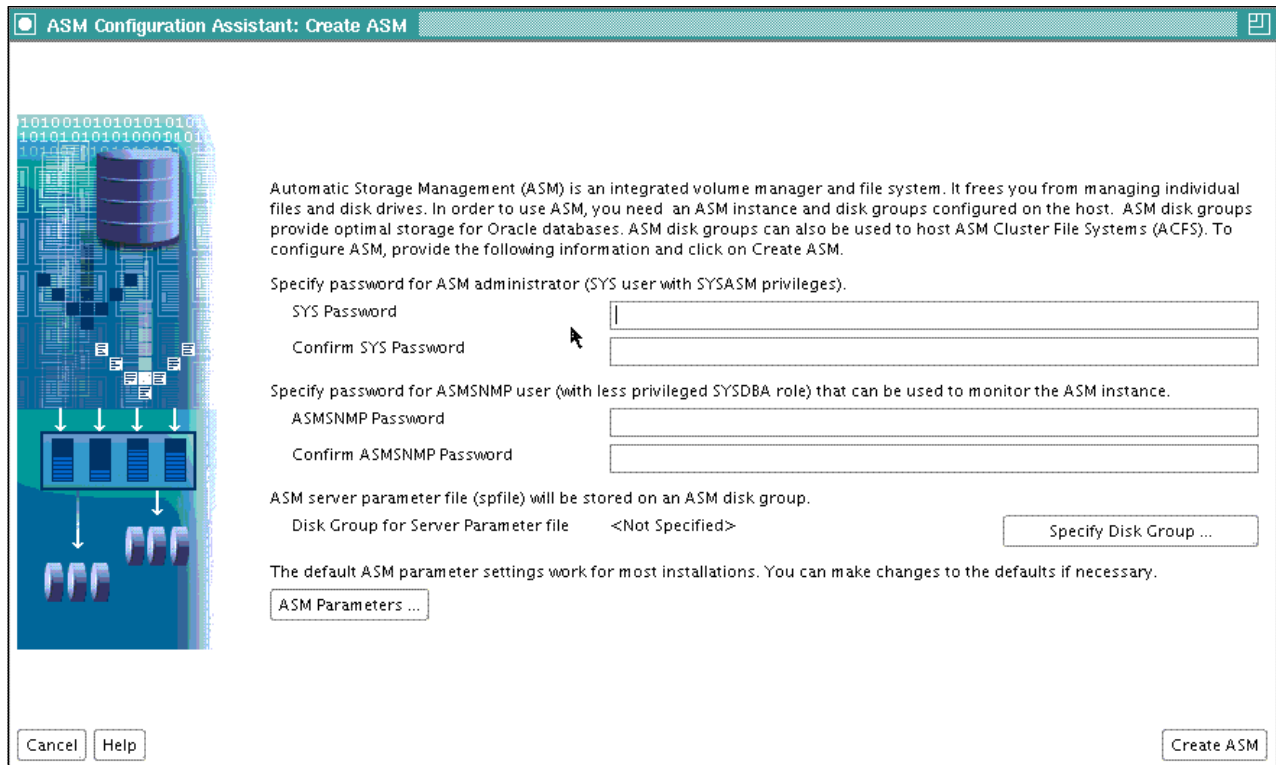 ASM Configuration Assistant: Create ASM
1010010101010101010
1010101010100010101
Automatic Storage Management (ASM) is an integrated volume manager and file system. It frees you from managing individual
files and disk drives. In order to use ASM, you need an ASM instance and disk groups configured on the host. ASM disk groups
provide optimal storage for Oracle databases. ASM disk groups can also be used to host ASM Cluster File Systems (ACFS). To
configure ASM, provide the following information and click on Create ASM.
Specify password for ASM administrator (SYS user with SYSASM privileges).
SYS Password
Confirm SYS Password
Specify password for ASMSNMP user (with less privileged SYSDBA role) that can be used to monitor the ASM instance.
ASMSNMP Password
Confirm ASMSNMP Password
ASM server parameter file (spfile) will be stored on an ASM disk group.
Disk Group for Server Parameter file <Not Specified> Specify Disk Group ...
The default ASM parameter settings work for most installations. You can make changes to the defaults if necessary.
ASM Parameters ...
Cancel Help Create ASM